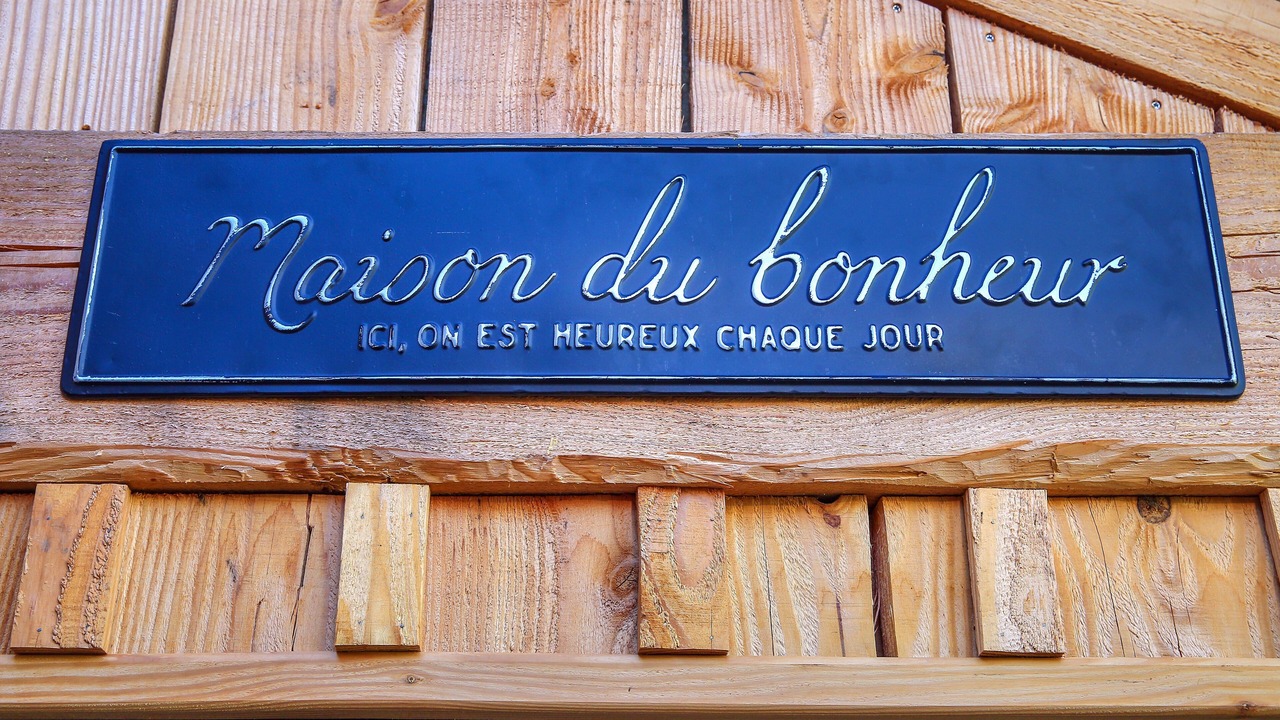 Maison du bonheur
ICI, ON EST HEUREUX CHAQUE JOUR